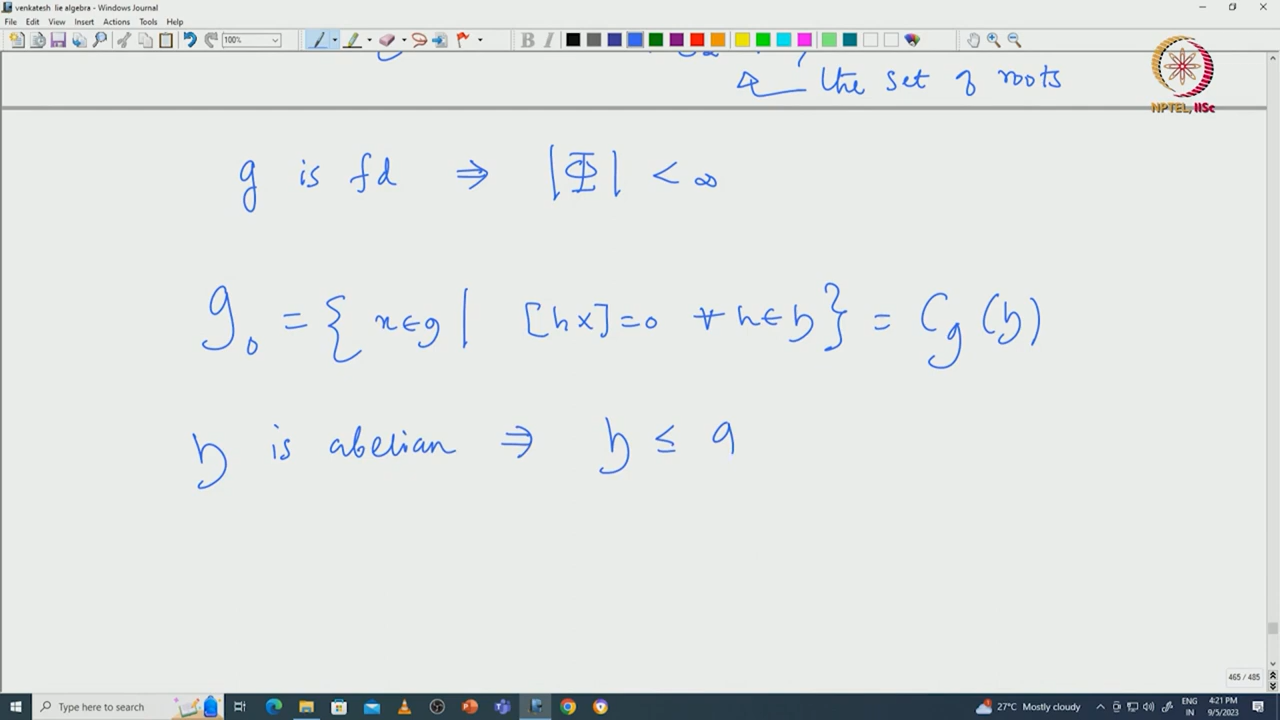 venkatesh lie algebra - Windows Journal
File Edit View Insert Actions Tools Help
100%
B I
the set of roots
NPTEL, IISc
g is fd ⇒ |Φ| < ∞
g₀ = { x ∈ g | [h x] = 0 ∀ h ∈ 𝔥 } = C_g(𝔥)
𝔥 is abelian ⇒ 𝔥 ≤ g
465 / 485
Type here to search
27°C Mostly cloudy
ENG
IN
4:21 PM
9/5/2023